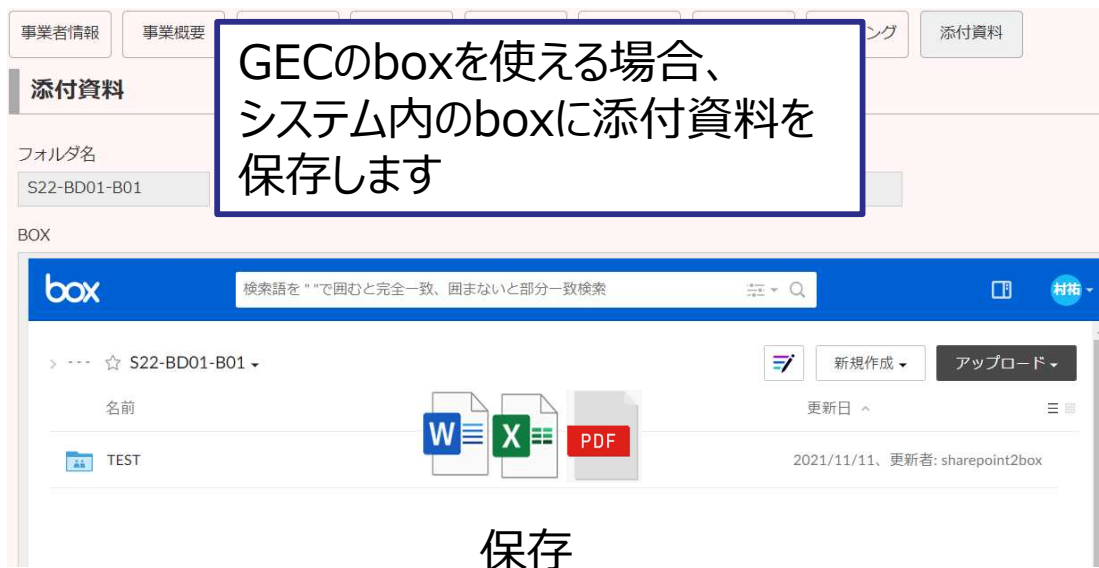 事業者情報 事業概要 ング 添付資料
GECのboxを使える場合、
システム内のboxに添付資料を
保存します
添付資料
フォルダ名
S22-BD01-B01
BOX
box 検索語を " "で囲むと完全一致、囲まないと部分一致検索 村祐
S22-BD01-B01 新規作成 アップロード
名前 更新日
W X PDF
TEST 2021/11/11、更新者: sharepoint2box
保存